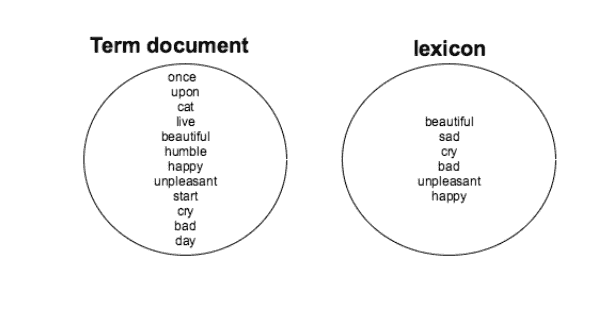 Term document
once
upon
cat
live
beautiful
humble
happy
unpleasant
start
cry
bad
day
lexicon
beautiful
sad
cry
bad
unpleasant
happy